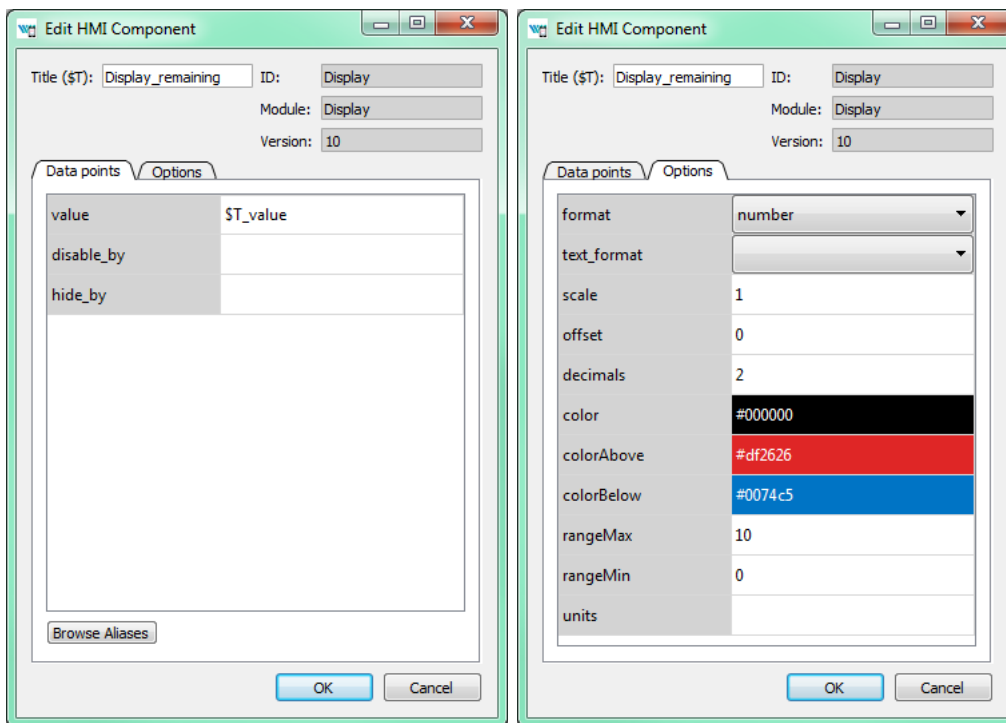 Edit HMI Component
Title ($T): Display_remaining ID: Display
Module: Display
Version: 10
Data points Options
value $T_value
disable_by
hide_by
Browse Aliases
OK Cancel
Edit HMI Component
Title ($T): Display_remaining ID: Display
Module: Display
Version: 10
Data points Options
format number
text_format
scale 1
offset 0
decimals 2
color #000000
colorAbove #df2626
colorBelow #0074c5
rangeMax 10
rangeMin 0
units
OK Cancel